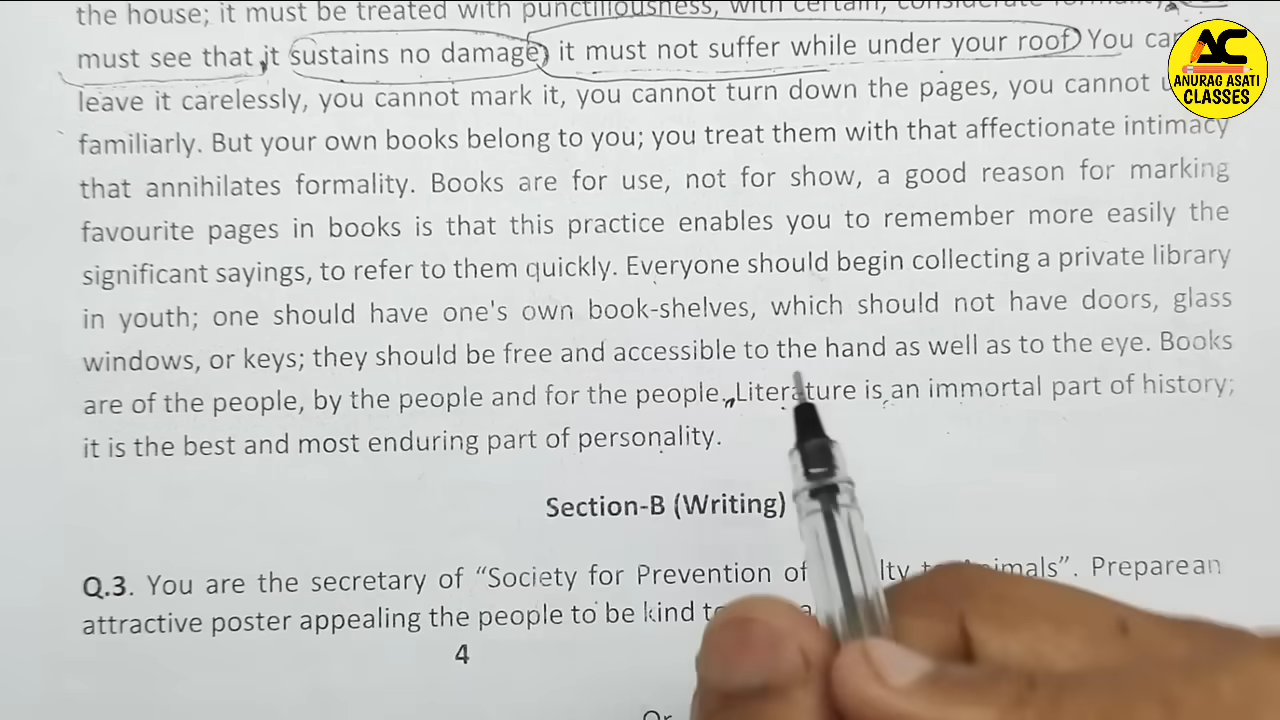 the house; it must be treated with punctiliousness, with certain, considerate
must see that it sustains no damage, it must not suffer while under your roof. You
leave it carelessly, you cannot mark it, you cannot turn down the pages, you cannot
familiarly. But your own books belong to you; you treat them with that affectionate intimacy
that annihilates formality. Books are for use, not for show, a good reason for marking
favourite pages in books is that this practice enables you to remember more easily the
significant sayings, to refer to them quickly. Everyone should begin collecting a private library
in youth; one should have one's own book-shelves, which should not have doors, glass
windows, or keys; they should be free and accessible to the hand as well as to the eye. Books
are of the people, by the people and for the people. Literature is an immortal part of history;
it is the best and most enduring part of personality.
Section-B (Writing)
Q.3. You are the secretary of “Society for Prevention of Animals”. Preparean
attractive poster appealing the people to be kind
4
Or
AC
ANURAG ASATI
CLASSES